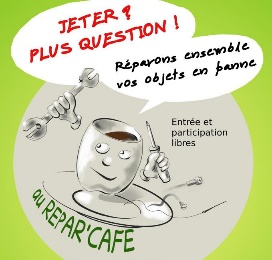 JETER ?
PLUS QUESTION !
Réparons ensemble
vos objets en panne
Entrée et
participation
libres
au REPAR'CAFE